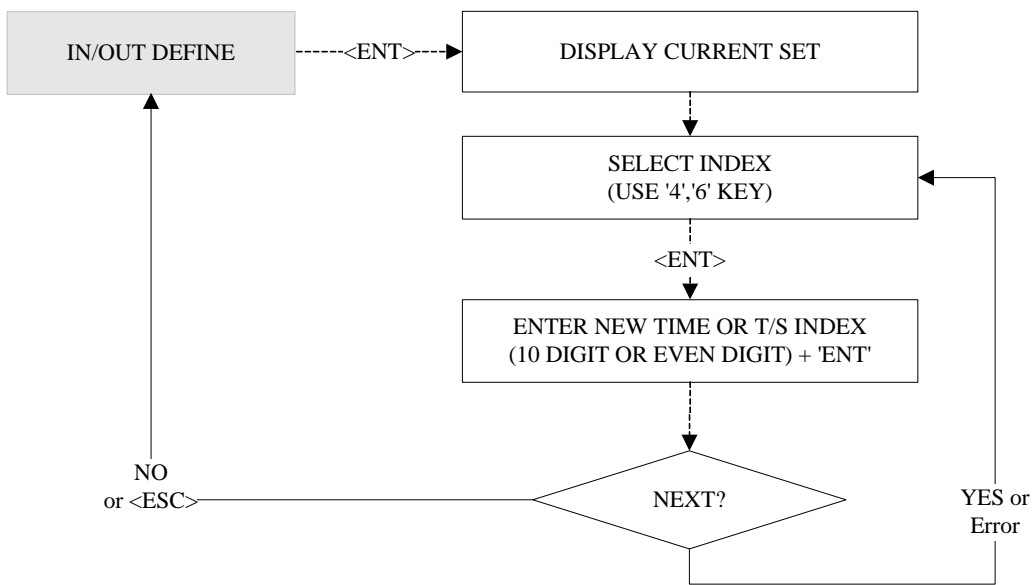 IN/OUT DEFINE
<ENT>
DISPLAY CURRENT SET
SELECT INDEX
(USE '4','6' KEY)
<ENT>
ENTER NEW TIME OR T/S INDEX
(10 DIGIT OR EVEN DIGIT) + 'ENT'
NO
or <ESC>
NEXT?
YES or
Error